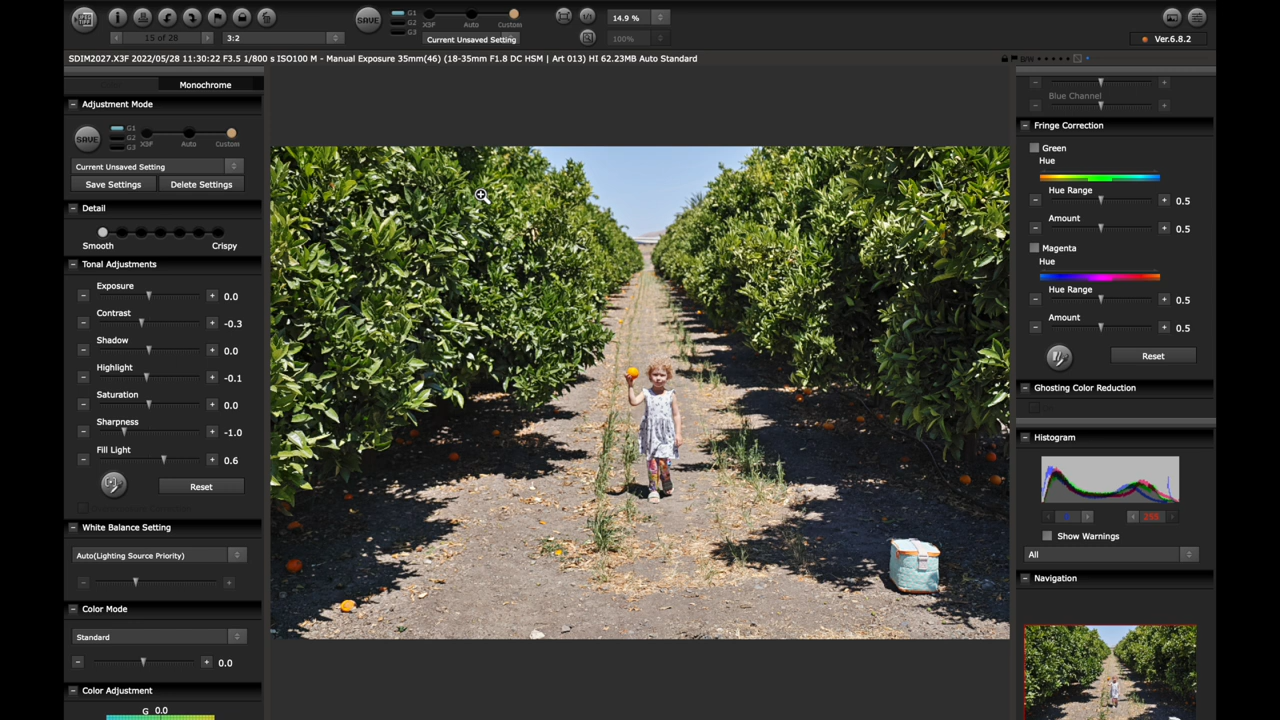 SAVE
G1
G2
G3
X3F
Auto
Custom
Current Unsaved Setting
1/1
14.9 %
100%
15 of 28
3:2
Ver.6.8.2
SDIM2027.X3F 2022/05/28 11:30:22 F3.5 1/800 s ISO100 M - Manual Exposure 35mm(46) (18-35mm F1.8 DC HSM | Art 013) HI 62.23MB Auto Standard
Monochrome
Adjustment Mode
SAVE
G1
G2
G3
X3F
Auto
Custom
Current Unsaved Setting
Save Settings
Delete Settings
Detail
Smooth
Crispy
Tonal Adjustments
Exposure
0.0
Contrast
-0.3
Shadow
0.0
Highlight
-0.1
Saturation
0.0
Sharpness
-1.0
Fill Light
0.6
Reset
White Balance Setting
Auto(Lighting Source Priority)
Color Mode
Standard
0.0
Color Adjustment
G 0.0
Blue Channel
Fringe Correction
Green
Hue
Hue Range
0.5
Amount
0.5
Magenta
Hue
Hue Range
0.5
Amount
0.5
Reset
Ghosting Color Reduction
Histogram
255
Show Warnings
All
Navigation